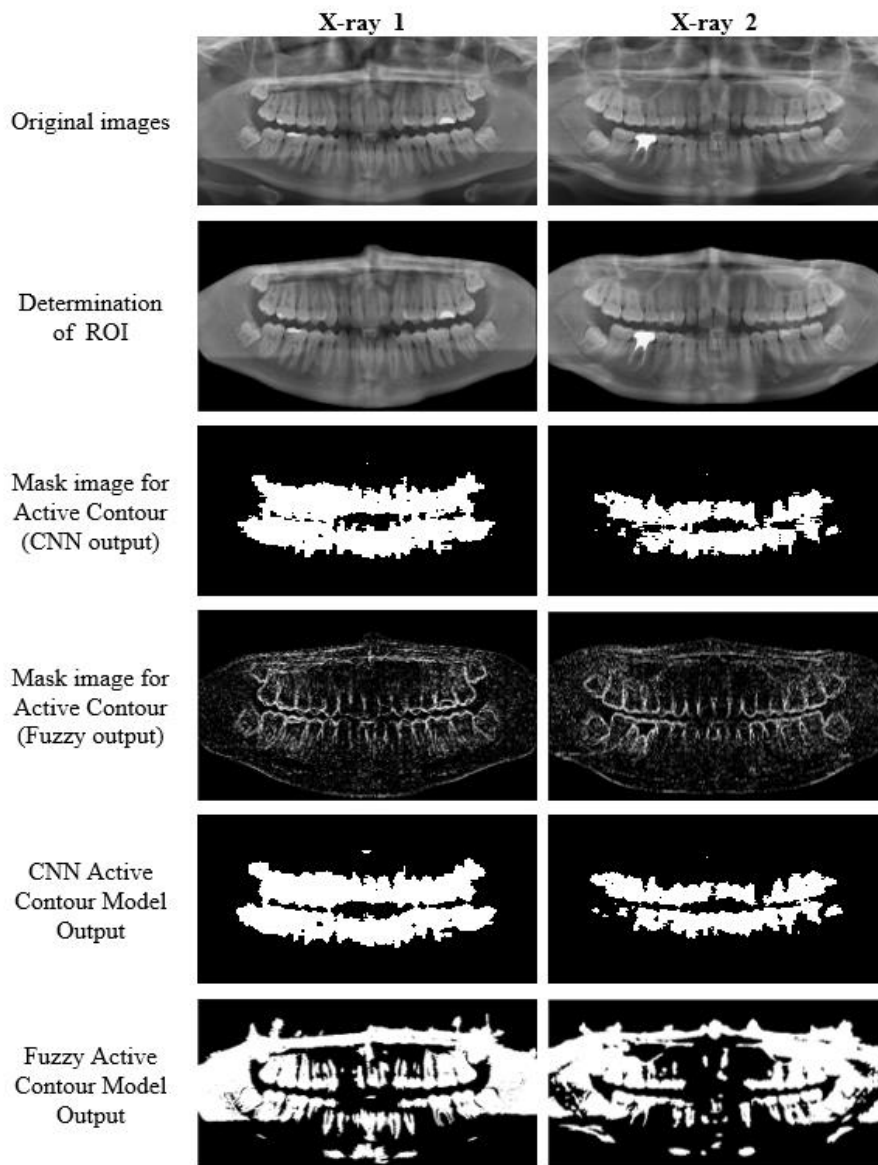 X-ray 1
X-ray 2
Original images
Determination
of ROI
Mask image for
Active Contour
(CNN output)
Mask image for
Active Contour
(Fuzzy output)
CNN Active
Contour Model
Output
Fuzzy Active
Contour Model
Output